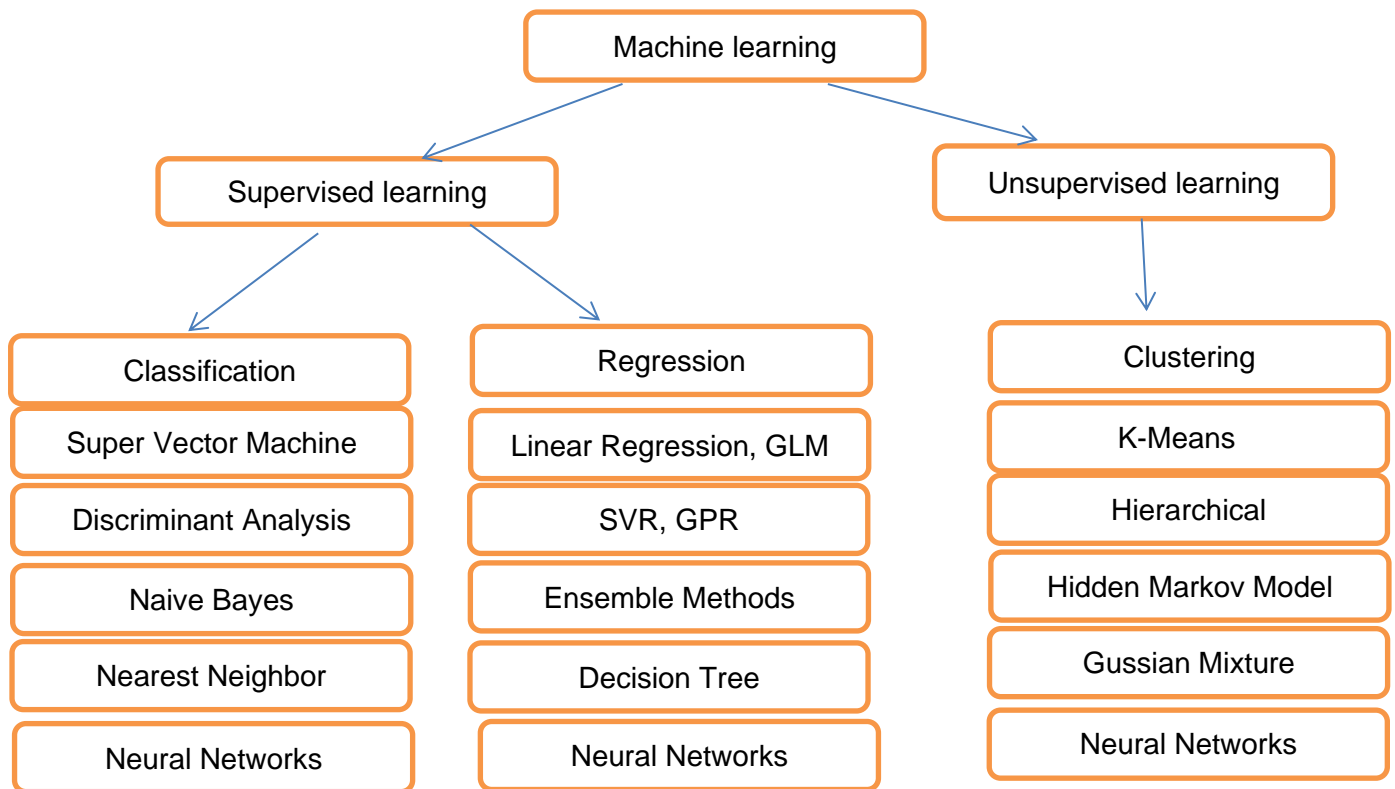 Machine learning
Supervised learning
Unsupervised learning
Classification
Super Vector Machine
Discriminant Analysis
Naive Bayes
Nearest Neighbor
Neural Networks
Regression
Linear Regression, GLM
SVR, GPR
Ensemble Methods
Decision Tree
Neural Networks
Clustering
K-Means
Hierarchical
Hidden Markov Model
Gussian Mixture
Neural Networks